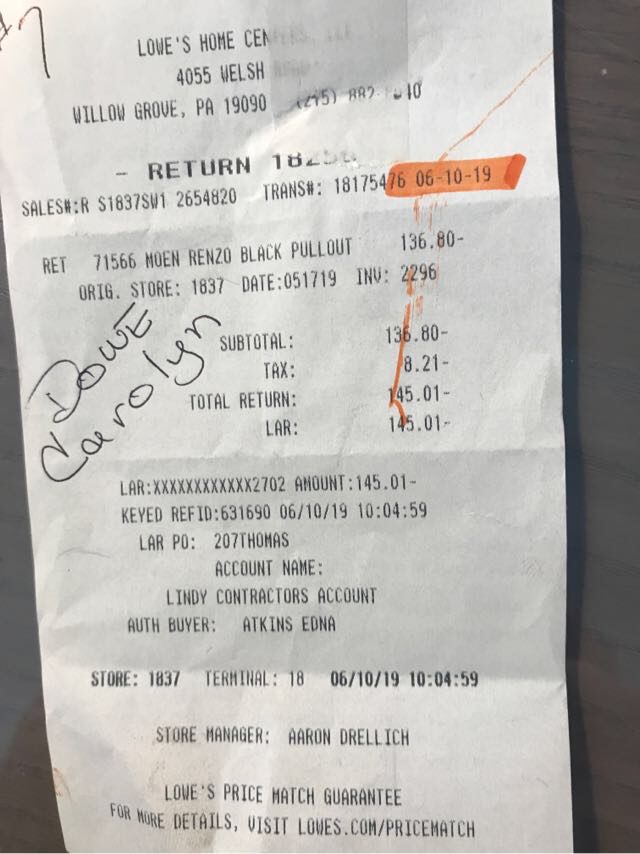 LOWE'S HOME CEN
4055 WELSH
WILLOW GROVE, PA 19090 (215) 882- 40
- RETURN
SALES#:R S1837SW1 2654820 TRANS#: 18175476 06-10-19
RET 71566 MOEN RENZO BLACK PULLOUT 136.80-
ORIG. STORE: 1837 DATE:051719 INV: 2296
SUBTOTAL: 136.80-
TAX: 8.21-
TOTAL RETURN: 145.01-
LAR: 145.01-
Dowe
Carolyn
LAR:XXXXXXXXXXXX2702 AMOUNT:145.01-
KEYED REFID:631690 06/10/19 10:04:59
LAR PO: 207THOMAS
ACCOUNT NAME:
LINDY CONTRACTORS ACCOUNT
AUTH BUYER: ATKINS EDNA
STORE: 1837 TERMINAL: 18 06/10/19 10:04:59
STORE MANAGER: AARON DRELLICH
LOWE'S PRICE MATCH GUARANTEE
FOR MORE DETAILS, VISIT LOWES.COM/PRICEMATCH